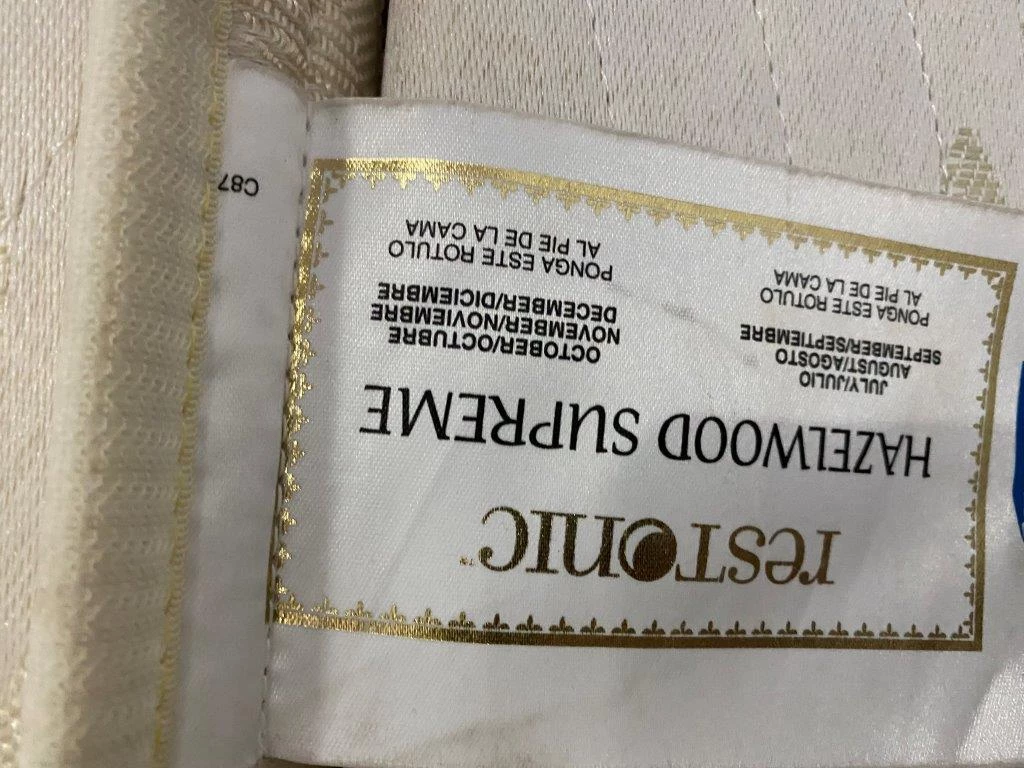 resTonic™
HAZELWOOD SUPREME
JULY/JULIO
AUGUST/AGOSTO
SEPTEMBER/SEPTIEMBRE
PONGA ESTE ROTULO
AL PIE DE LA CAMA
OCTOBER/OCTUBRE
NOVEMBER/NOVIEMBRE
DECEMBER/DICIEMBRE
PONGA ESTE ROTULO
AL PIE DE LA CAMA
C87